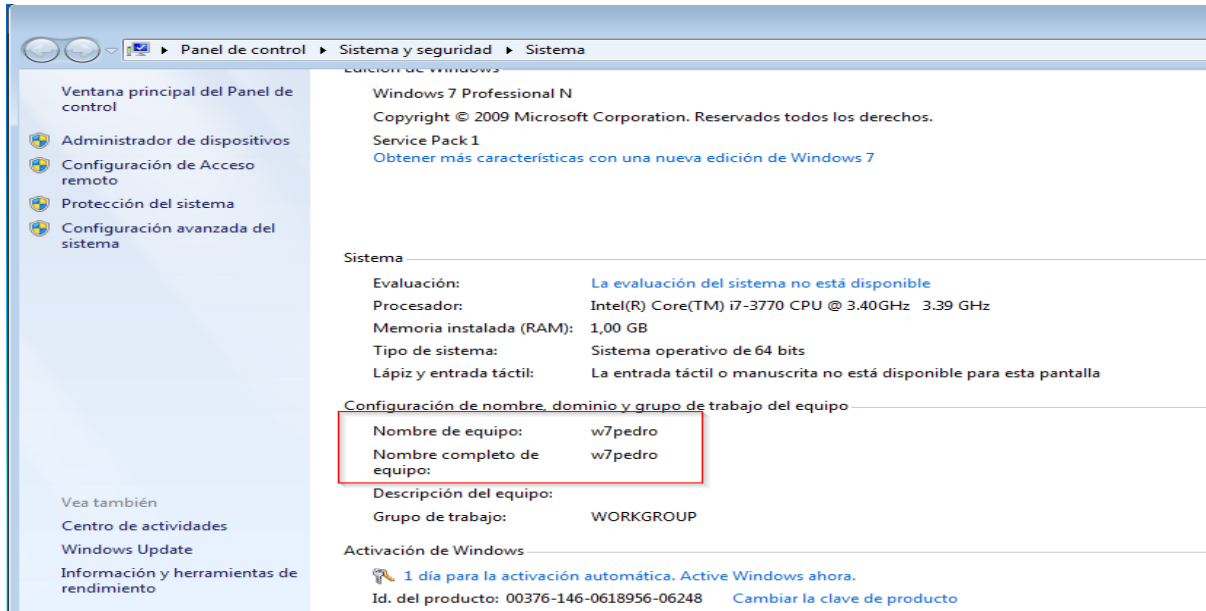 Panel de control ▸ Sistema y seguridad ▸ Sistema
Ventana principal del Panel de
control
Administrador de dispositivos
Configuración de Acceso
remoto
Protección del sistema
Configuración avanzada del
sistema
Vea también
Centro de actividades
Windows Update
Información y herramientas de
rendimiento
Edición de Windows
Windows 7 Professional N
Copyright © 2009 Microsoft Corporation. Reservados todos los derechos.
Service Pack 1
Obtener más características con una nueva edición de Windows 7
Sistema
Evaluación: La evaluación del sistema no está disponible
Procesador: Intel(R) Core(TM) i7-3770 CPU @ 3.40GHz 3.39 GHz
Memoria instalada (RAM): 1,00 GB
Tipo de sistema: Sistema operativo de 64 bits
Lápiz y entrada táctil: La entrada táctil o manuscrita no está disponible para esta pantalla
Configuración de nombre, dominio y grupo de trabajo del equipo
Nombre de equipo: w7pedro
Nombre completo de w7pedro
equipo:
Descripción del equipo:
Grupo de trabajo: WORKGROUP
Activación de Windows
1 día para la activación automática. Active Windows ahora.
Id. del producto: 00376-146-0618956-06248 Cambiar la clave de producto